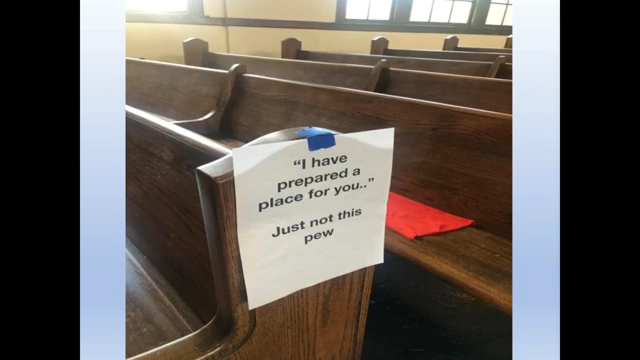 “I have
prepared a
place for you..”
Just not this
pew